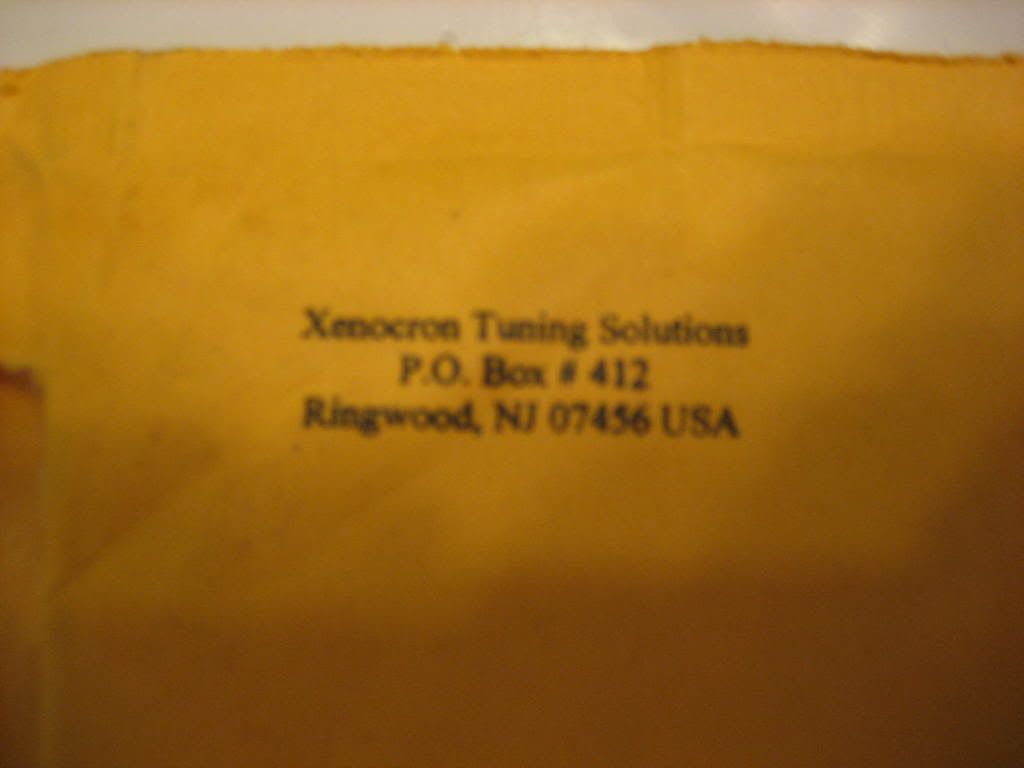 Xenocron Tuning Solutions
P.O. Box # 412
Ringwood, NJ 07456 USA